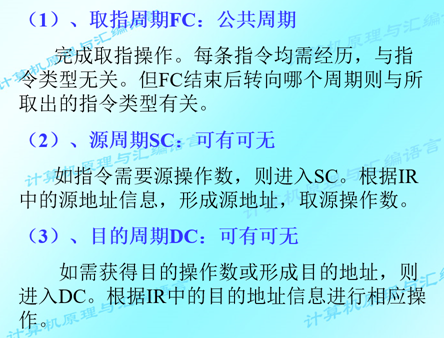 （1）、取指周期FC：公共周期
完成取指操作。每条指令均需经历，与指
令类型无关。但FC结束后转向哪个周期则与所
取出的指令类型有关。
（2）、源周期SC：可有可无
如指令需要源操作数，则进入SC。根据IR
中的源地址信息，形成源地址，取源操作数。
（3）、目的周期DC：可有可无
如需获得目的操作数或形成目的地址，则
进入DC。根据IR中的目的地址信息进行相应操
作。